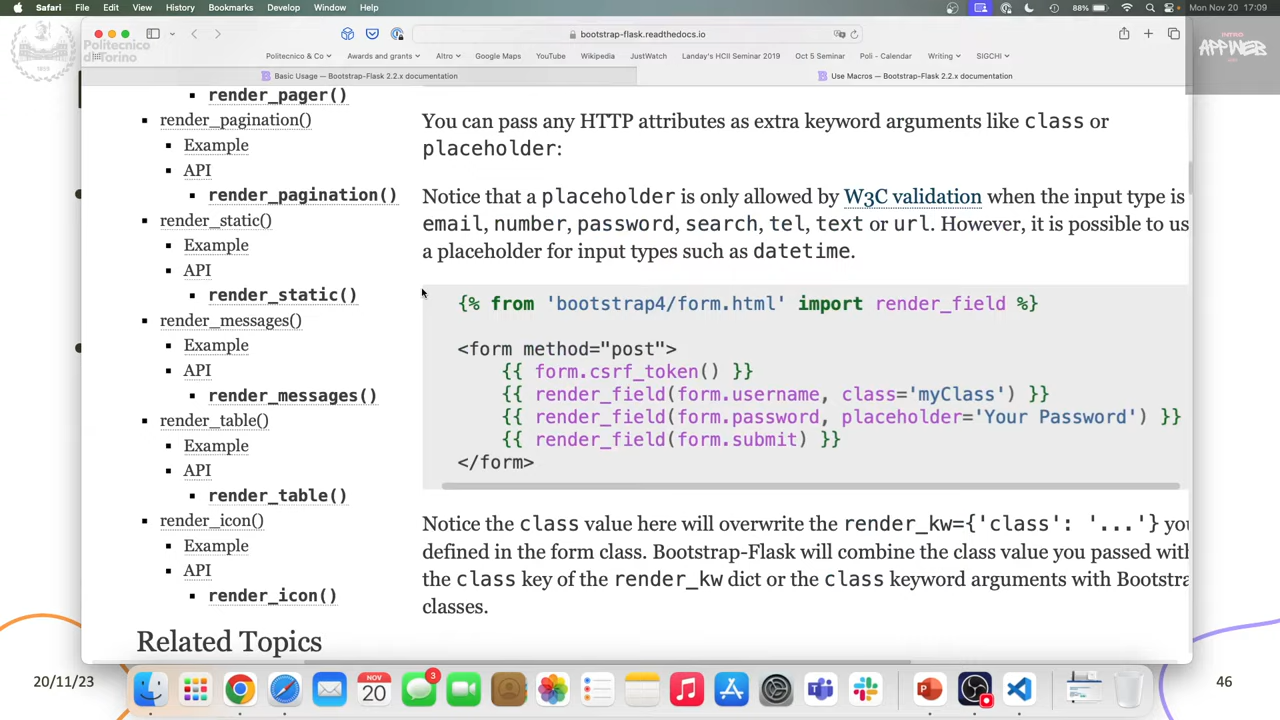 Safari File Edit View History Bookmarks Develop Window Help
88% Mon Nov 20 17:09
Politecnico
di Torino
1859
INTRO
APPWEB
bootstrap-flask.readthedocs.io
Politecnico & Co Awards and grants Altro Google Maps YouTube Wikipedia JustWatch Landay's HCII Seminar 2019 Oct 5 Seminar Poli - Calendar Writing SIGCHI
Basic Usage — Bootstrap-Flask 2.2.x documentation
Use Macros — Bootstrap-Flask 2.2.x documentation
render_pager()
render_pagination()
Example
API
render_pagination()
render_static()
Example
API
render_static()
render_messages()
Example
API
render_messages()
render_table()
Example
API
render_table()
render_icon()
Example
API
render_icon()
Related Topics
You can pass any HTTP attributes as extra keyword arguments like class or
placeholder:
Notice that a placeholder is only allowed by W3C validation when the input type is
email, number, password, search, tel, text or url. However, it is possible to us
a placeholder for input types such as datetime.
{% from 'bootstrap4/form.html' import render_field %}
<form method="post">
{{ form.csrf_token() }}
{{ render_field(form.username, class='myClass') }}
{{ render_field(form.password, placeholder='Your Password') }}
{{ render_field(form.submit) }}
</form>
Notice the class value here will overwrite the render_kw={'class': '...'} you
defined in the form class. Bootstrap-Flask will combine the class value you passed with
the class key of the render_kw dict or the class keyword arguments with Bootstra
classes.
20/11/23
NOV
20
3
46